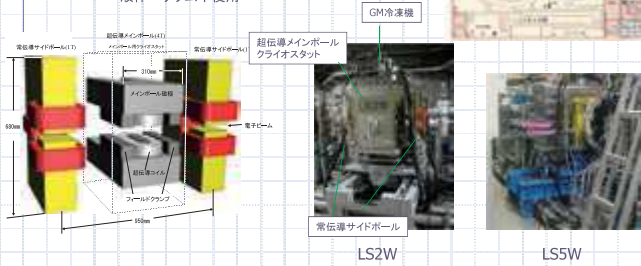 GM冷凍機
超伝導メインポール(4T)
超伝導メインポール
クライオスタット
常伝導サイドポール(1T)
メインポール用クライオスタット
常伝導サイドポール(1
310mm
メインポール磁極
680mm
電子ビーム
超伝導コイル
フィールドクランプ
950mm
常伝導サイドポール
LS2W
LS5W